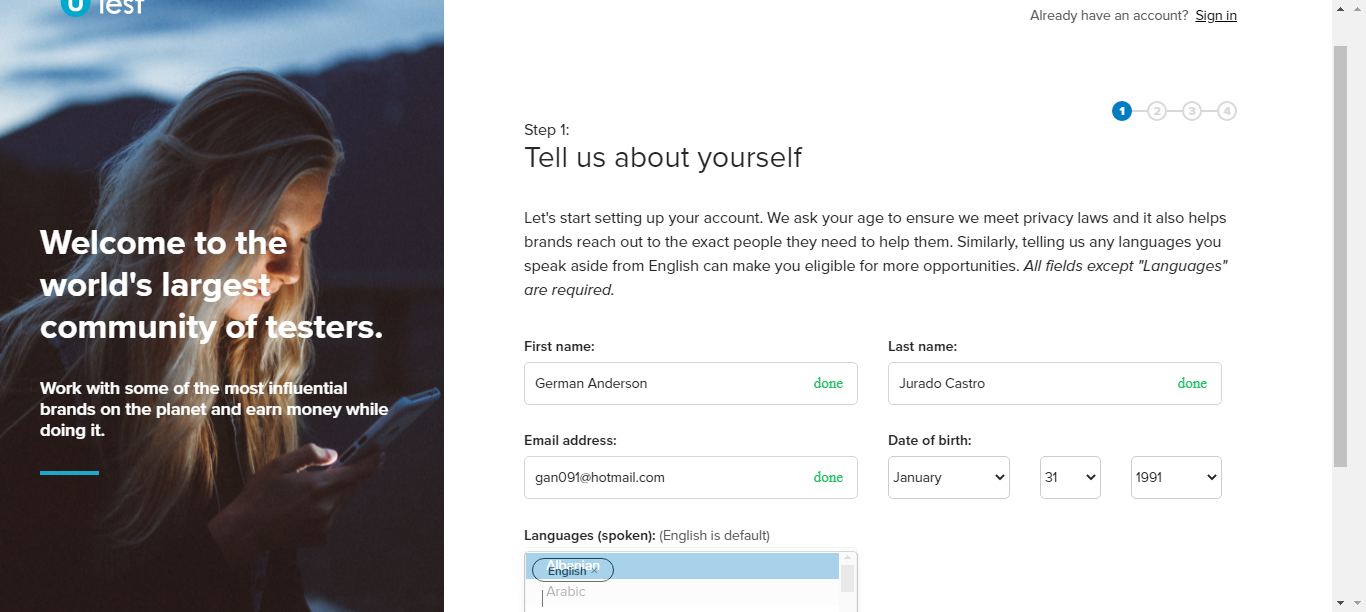 U Test
Already have an account? Sign in
1 2 3 4
Step 1:
Tell us about yourself
Let's start setting up your account. We ask your age to ensure we meet privacy laws and it also helps
brands reach out to the exact people they need to help them. Similarly, telling us any languages you
speak aside from English can make you eligible for more opportunities. All fields except "Languages"
are required.
Welcome to the
world's largest
community of testers.
Work with some of the most influential
brands on the planet and earn money while
doing it.
First name: Last name:
German Anderson done Jurado Castro done
Email address: Date of birth:
gan091@hotmail.com done January 31 1991
Languages (spoken): (English is default)
Albanian
English ×
Arabic